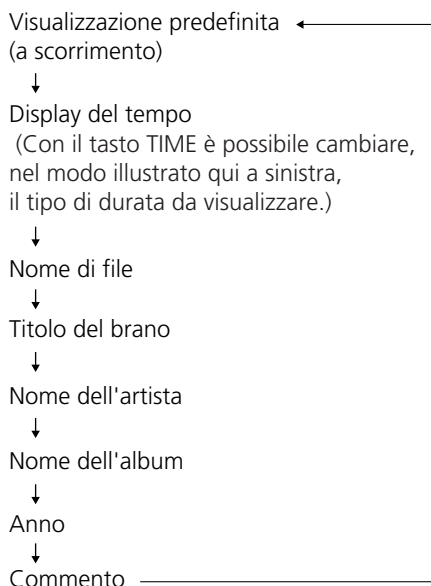 Visualizzazione predefinita
(a scorrimento)
Display del tempo
(Con il tasto TIME è possibile cambiare,
nel modo illustrato qui a sinistra,
il tipo di durata da visualizzare.)
Nome di file
Titolo del brano
Nome dell'artista
Nome dell'album
Anno
Commento